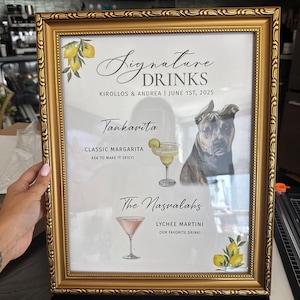 Signature
DRINKS
KIROLLOS & ANDREA | JUNE 1ST, 2025
Tankarita
CLASSIC MARGARITA
ASK TO MAKE IT SPICY!
The Nasralahs
LYCHEE MARTINI
OUR FAVORITE DRINK!